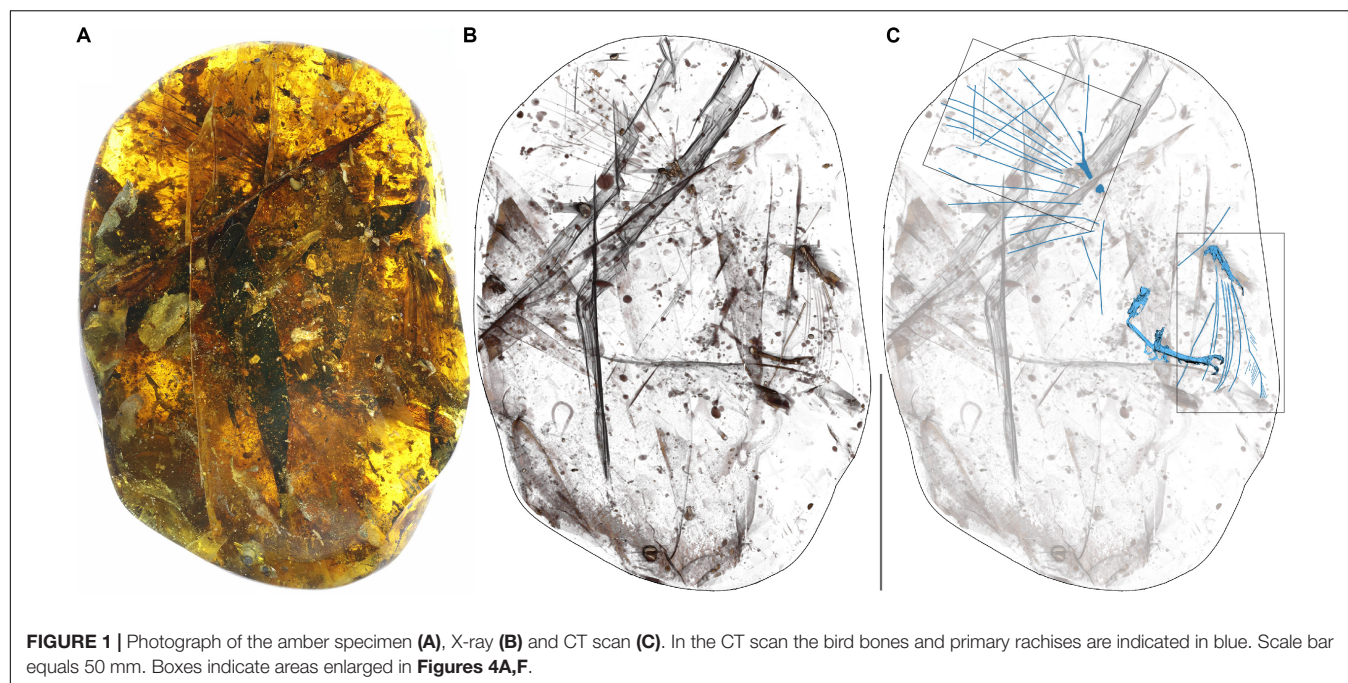 A
B
C
FIGURE 1 | Photograph of the amber specimen (A), X-ray (B) and CT scan (C). In the CT scan the bird bones and primary rachises are indicated in blue. Scale bar
equals 50 mm. Boxes indicate areas enlarged in Figures 4A,F.